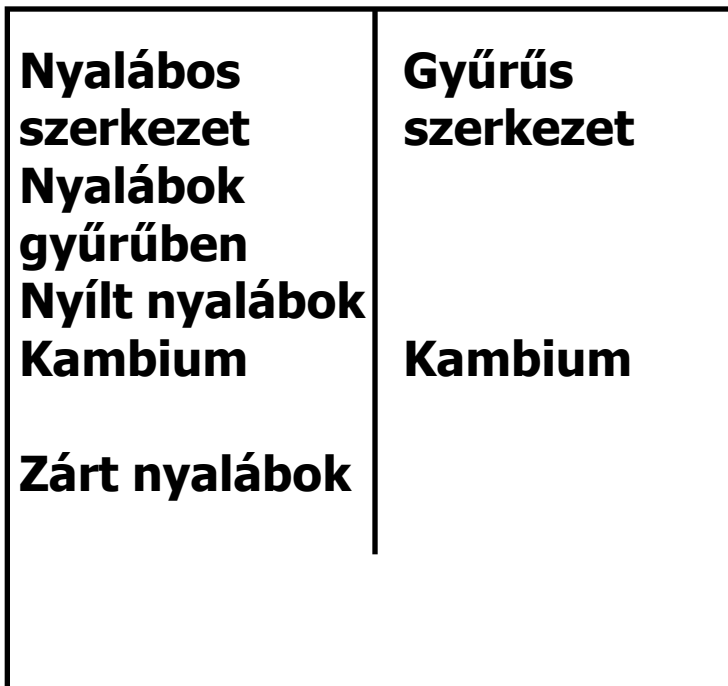 Nyalábos
szerkezet
Nyalábok
gyűrűben
Nyílt nyalábok
Kambium
Zárt nyalábok
Gyűrűs
szerkezet
Kambium